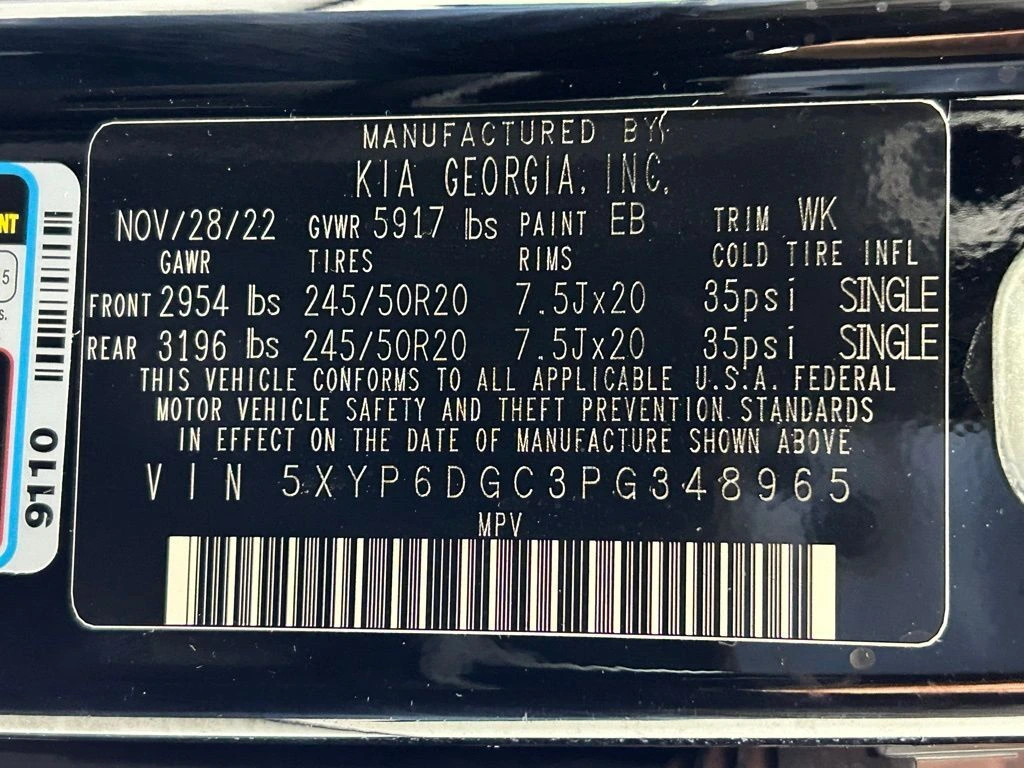 MANUFACTURED BY
KIA GEORGIA, INC.
NOV/28/22 GVWR 5917 lbs PAINT EB TRIM WK
GAWR TIRES RIMS COLD TIRE INFL
FRONT 2954 lbs 245/50R20 7.5Jx20 35psi SINGLE
REAR 3196 lbs 245/50R20 7.5Jx20 35psi SINGLE
THIS VEHICLE CONFORMS TO ALL APPLICABLE U.S.A. FEDERAL
MOTOR VEHICLE SAFETY AND THEFT PREVENTION STANDARDS
IN EFFECT ON THE DATE OF MANUFACTURE SHOWN ABOVE
VIN 5XYP6DGC3PG348965
MPV
9110